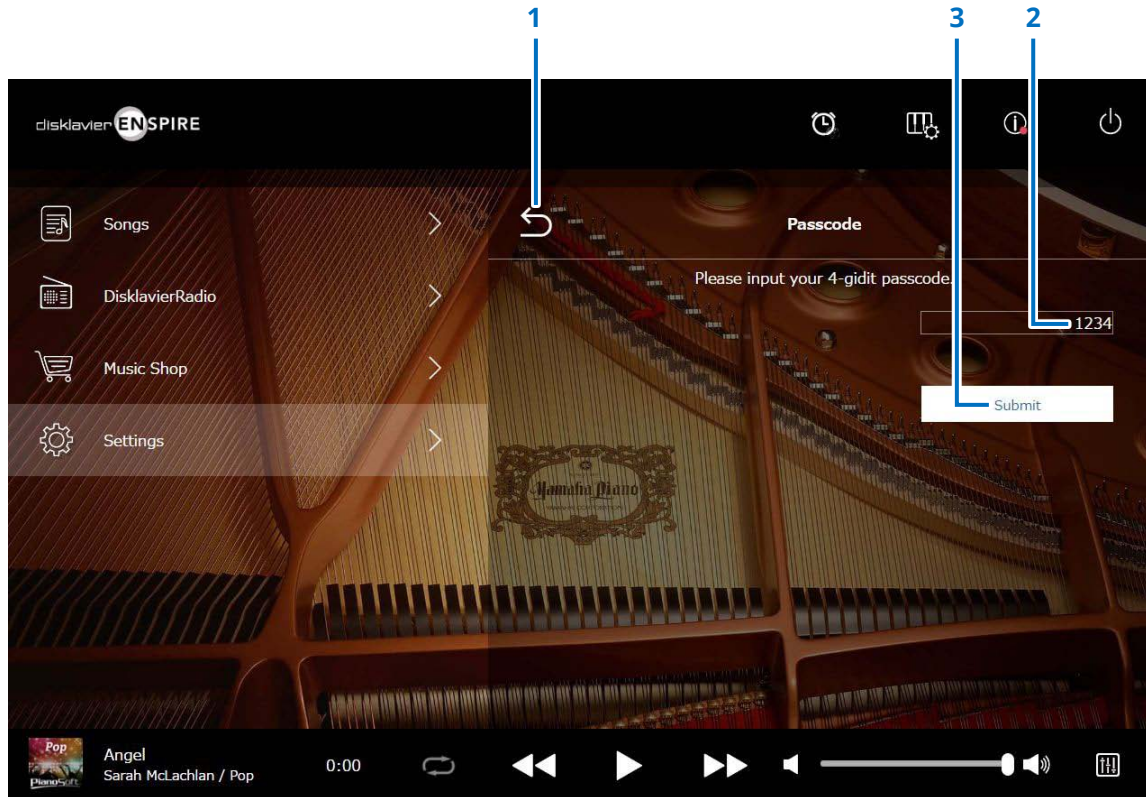 1 3 2
disklavier ENSPIRE
Songs
DisklavierRadio
Music Shop
Settings
Passcode
Please input your 4-gidit passcode.
1234
Submit
Yamaha Piano
Pop
PianoSoft
Angel
Sarah McLachlan / Pop
0:00